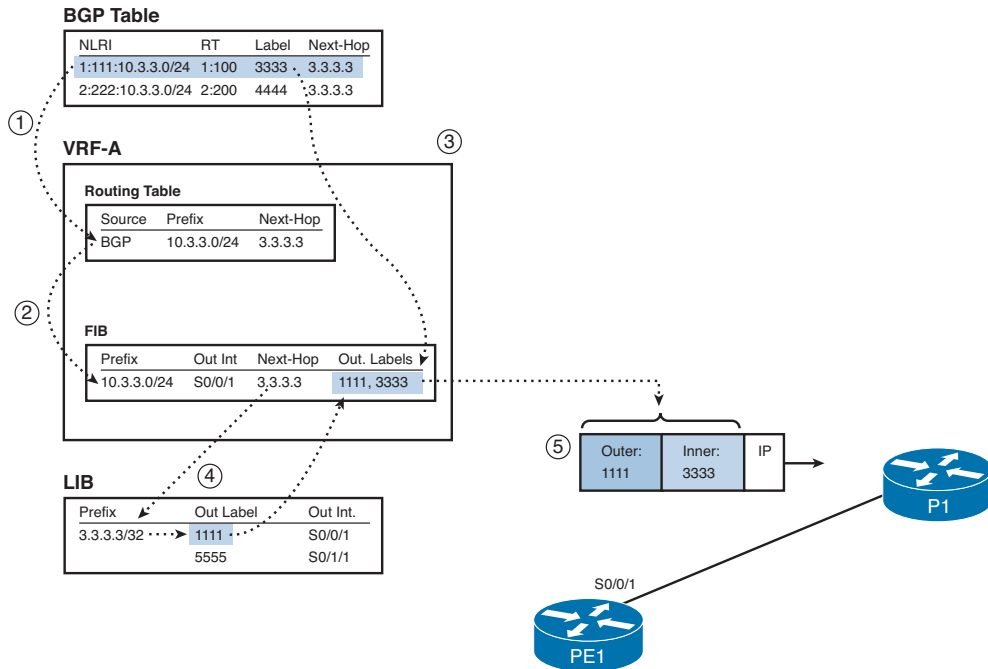 BGP Table
NLRI RT Label Next-Hop
1:111:10.3.3.0/24 1:100 3333 3.3.3.3
2:222:10.3.3.0/24 2:200 4444 3.3.3.3
1
3
VRF-A
Routing Table
Source Prefix Next-Hop
BGP 10.3.3.0/24 3.3.3.3
2
FIB
Prefix Out Int Next-Hop Out. Labels
10.3.3.0/24 S0/0/1 3.3.3.3 1111, 3333
4
LIB
Prefix Out Label Out Int.
3.3.3.3/32 1111 S0/0/1
5555 S0/1/1
5
Outer: Inner: IP
1111 3333
P1
S0/0/1
PE1